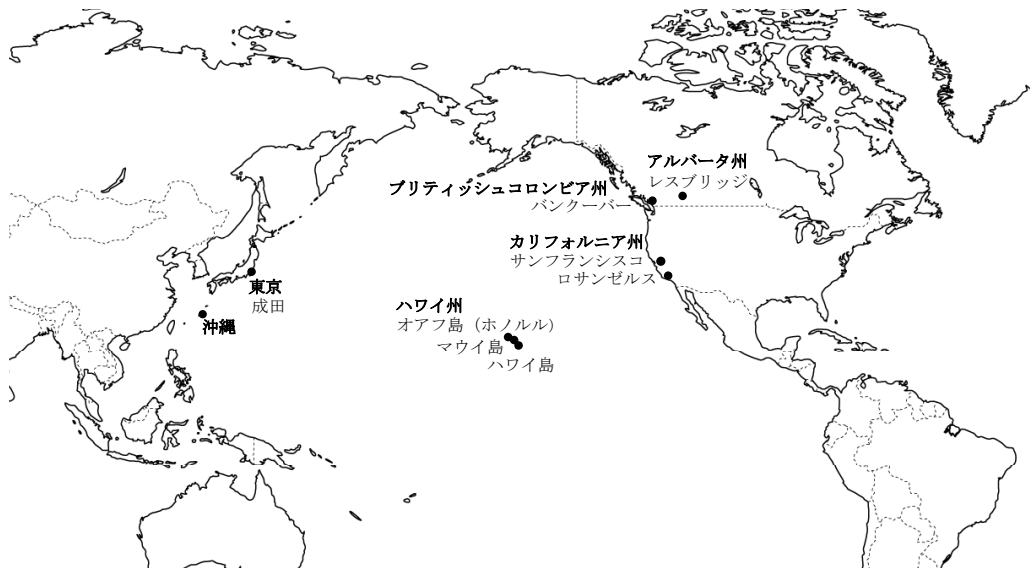 アルバータ州
レスブリッジ
ブリティッシュコロンビア州
バンクーバー
カリフォルニア州
サンフランシスコ
ロサンゼルス
東京
成田
沖縄
ハワイ州
オアフ島（ホノルル）
マウイ島
ハワイ島